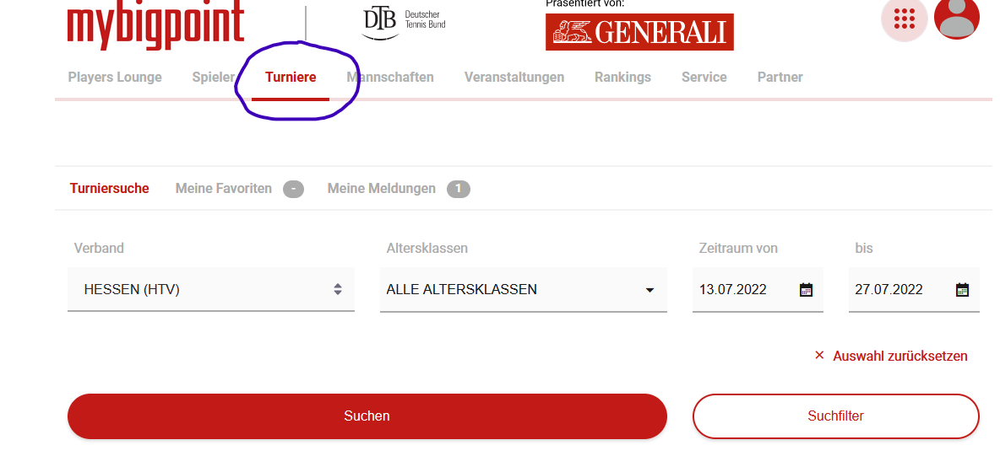 Präsentiert von:
mybigpoint
DTB Deutscher
Tennis Bund
GENERALI
Players Lounge Spieler Turniere Mannschaften Veranstaltungen Rankings Service Partner
Turniersuche Meine Favoriten - Meine Meldungen 1
Verband Altersklassen Zeitraum von bis
HESSEN (HTV) ALLE ALTERSKLASSEN 13.07.2022 27.07.2022
× Auswahl zurücksetzen
Suchen Suchfilter